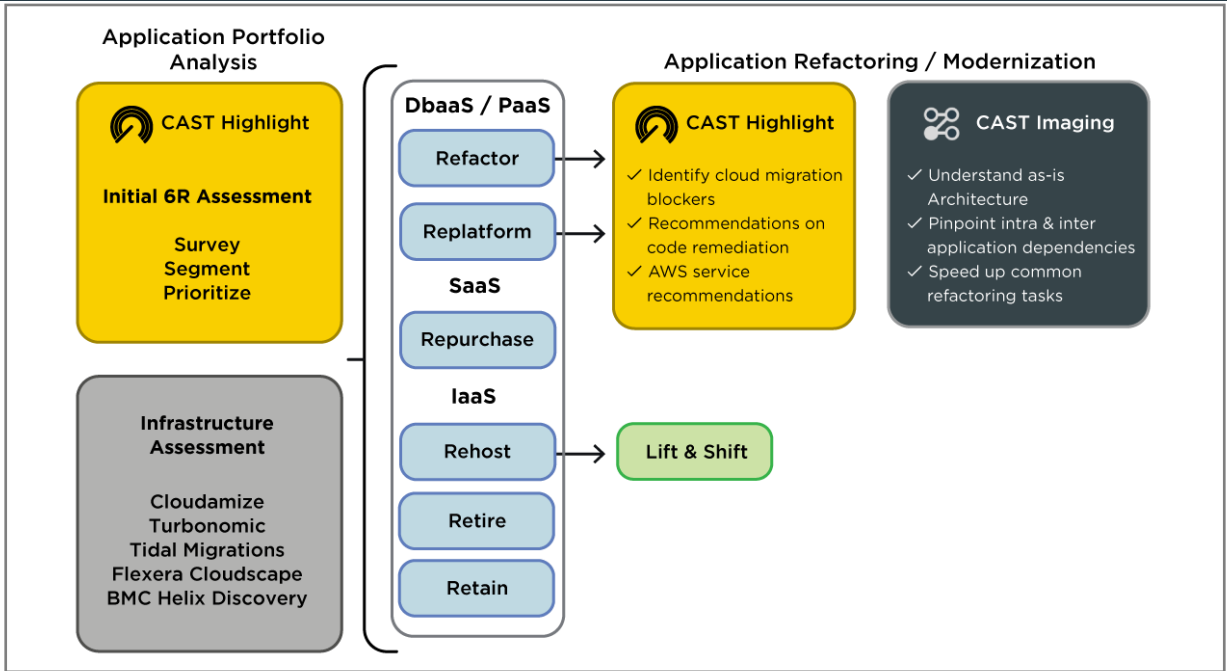 Application Portfolio
Analysis
CAST Highlight
Initial 6R Assessment
Survey
Segment
Prioritize
Infrastructure
Assessment
Cloudamize
Turbonomic
Tidal Migrations
Flexera Cloudscape
BMC Helix Discovery
DbaaS / PaaS
Refactor
Replatform
SaaS
Repurchase
IaaS
Rehost
Retire
Retain
Application Refactoring / Modernization
CAST Highlight
✓ Identify cloud migration
blockers
✓ Recommendations on
code remediation
✓ AWS service
recommendations
CAST Imaging
✓ Understand as-is
Architecture
✓ Pinpoint intra & inter
application dependencies
✓ Speed up common
refactoring tasks
Lift & Shift